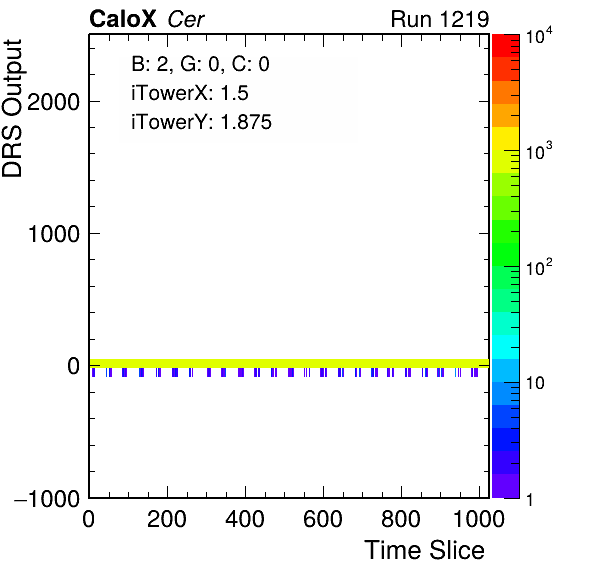 CaloX Cer Run 1219
DRS Output
B: 2, G: 0, C: 0
iTowerX: 1.5
iTowerY: 1.875
2000
1000
0
−1000
0 200 400 600 800 1000
Time Slice
10⁴
10³
10²
10
1